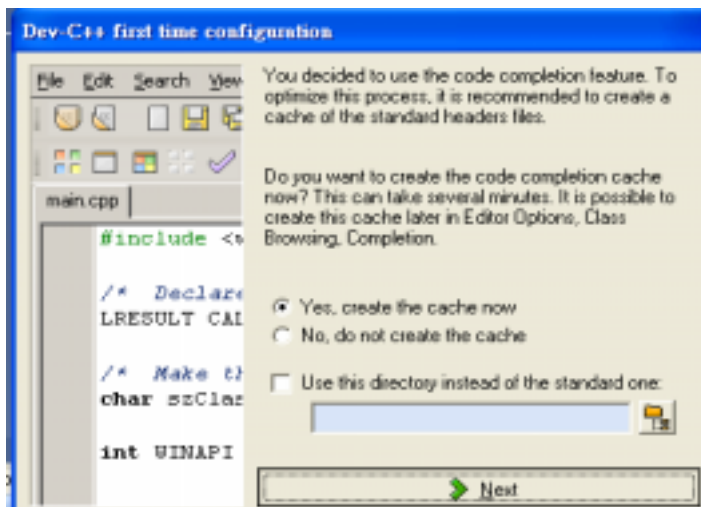 Dev-C++ first time configuration
File Edit Search View
main.cpp
#include <w
/* Declare
LRESULT CAL
/* Make th
char szClas
int WINAPI
You decided to use the code completion feature. To
optimize this process, it is recommended to create a
cache of the standard headers files.
Do you want to create the code completion cache
now? This can take several minutes. It is possible to
create this cache later in Editor Options, Class
Browsing, Completion.
Yes, create the cache now
No, do not create the cache
Use this directory instead of the standard one:
Next